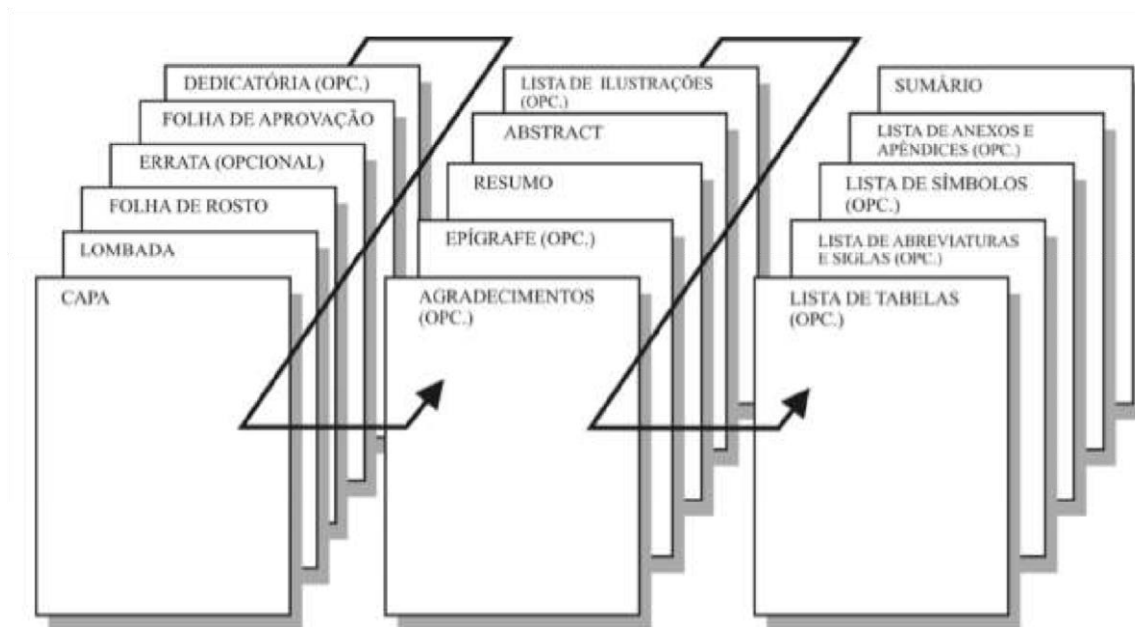 DEDICATÓRIA (OPC.)
FOLHA DE APROVAÇÃO
ERRATA (OPCIONAL)
FOLHA DE ROSTO
LOMBADA
CAPA
LISTA DE ILUSTRAÇÕES
(OPC.)
ABSTRACT
RESUMO
EPÍGRAFE (OPC.)
AGRADECIMENTOS
(OPC.)
SUMÁRIO
LISTA DE ANEXOS E
APÊNDICES (OPC.)
LISTA DE SÍMBOLOS
(OPC.)
LISTA DE ABREVIATURAS
E SIGLAS (OPC.)
LISTA DE TABELAS
(OPC.)